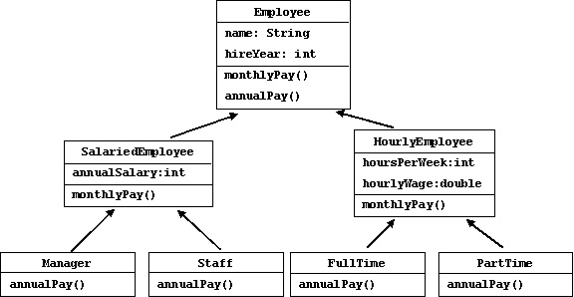 Employee
name: String
hireYear: int
monthlyPay()
annualPay()
SalariedEmployee
annualSalary:int
monthlyPay()
HourlyEmployee
hoursPerWeek:int
hourlyWage:double
monthlyPay()
Manager
annualPay()
Staff
annualPay()
FullTime
annualPay()
PartTime
annualPay()